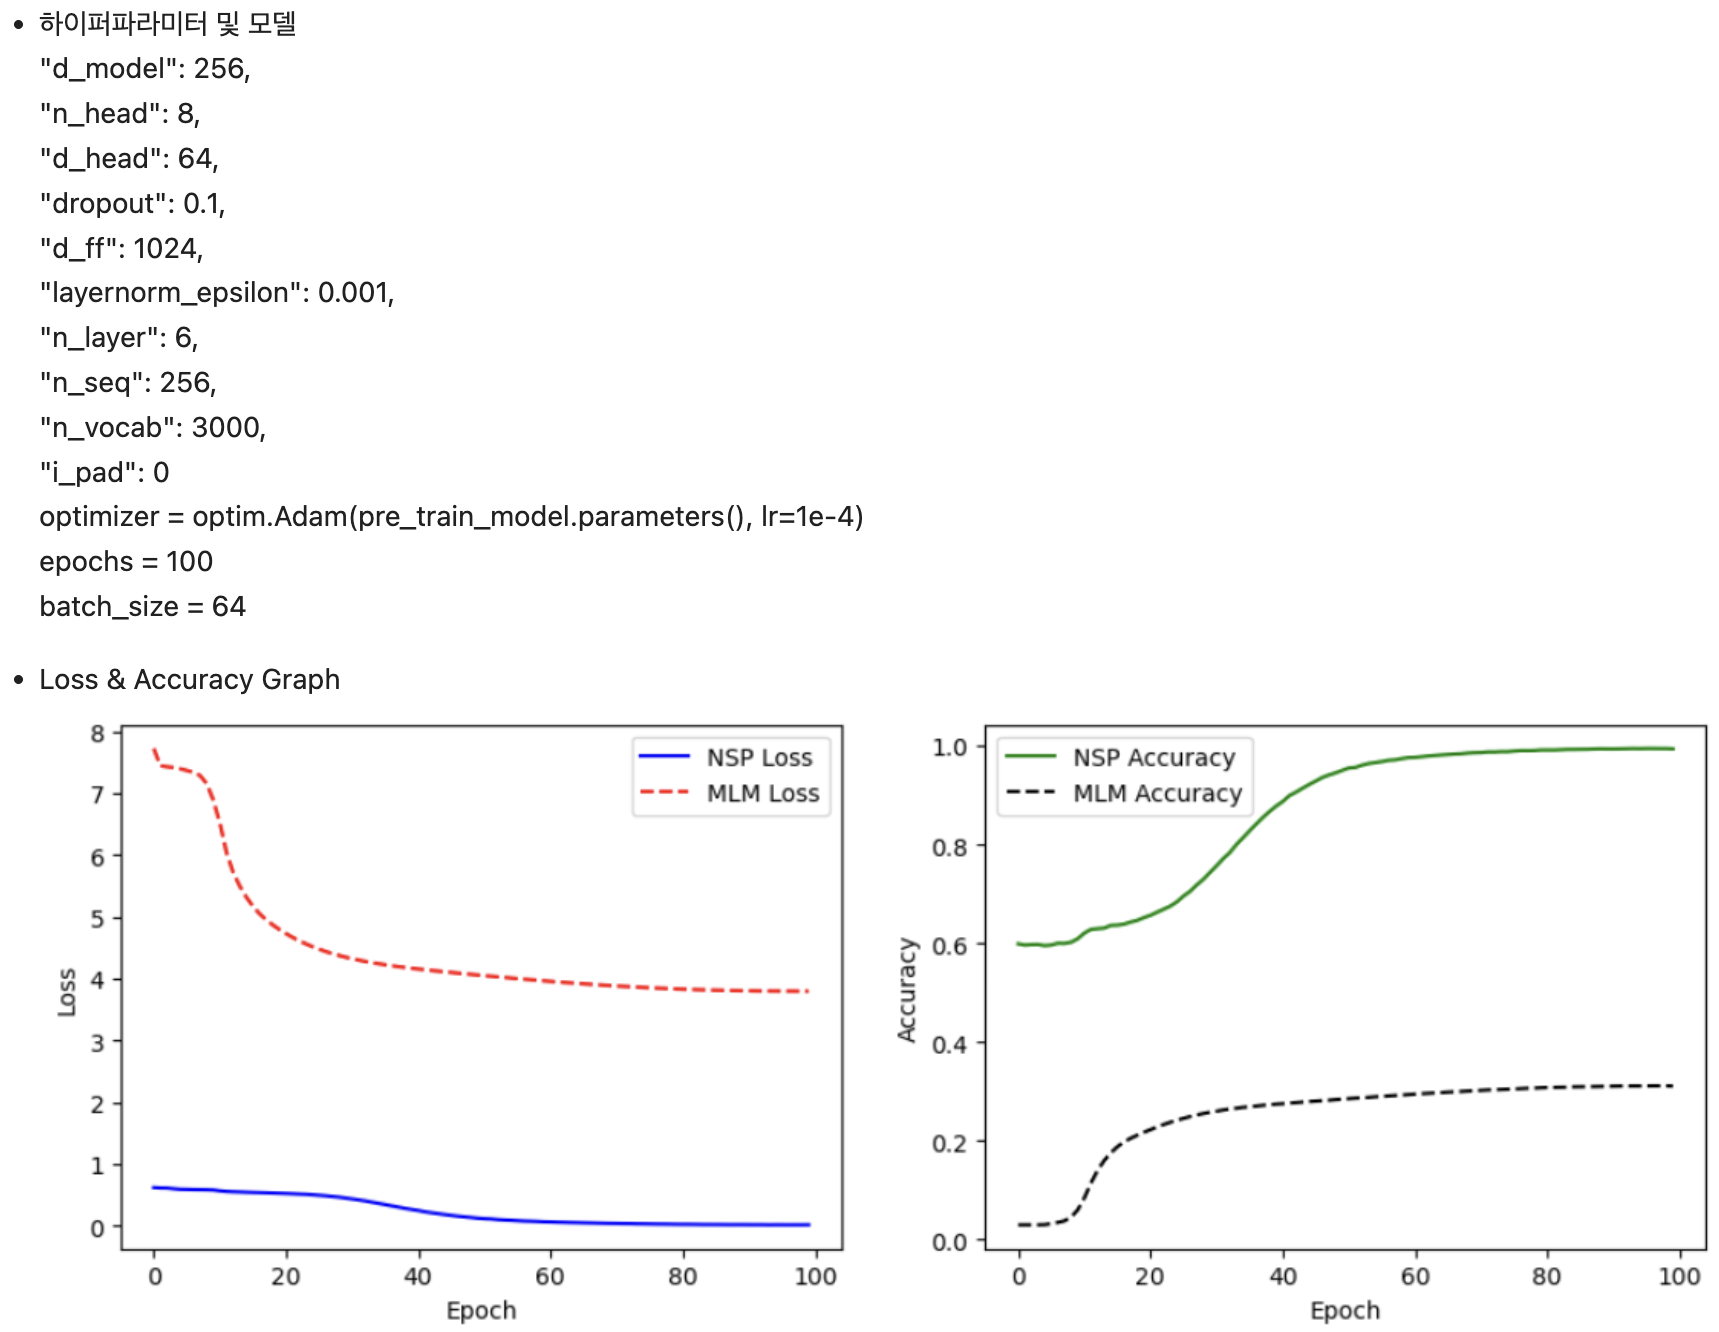 하이퍼파라미터 및 모델
"d_model": 256,
"n_head": 8,
"d_head": 64,
"dropout": 0.1,
"d_ff": 1024,
"layernorm_epsilon": 0.001,
"n_layer": 6,
"n_seq": 256,
"n_vocab": 3000,
"i_pad": 0
optimizer = optim.Adam(pre_train_model.parameters(), lr=1e-4)
epochs = 100
batch_size = 64
Loss & Accuracy Graph
NSP Loss
MLM Loss
8
7
6
5
4
3
2
1
0
Loss
0 20 40 60 80 100
Epoch
NSP Accuracy
MLM Accuracy
1.0
0.8
0.6
0.4
0.2
0.0
Accuracy
0 20 40 60 80 100
Epoch